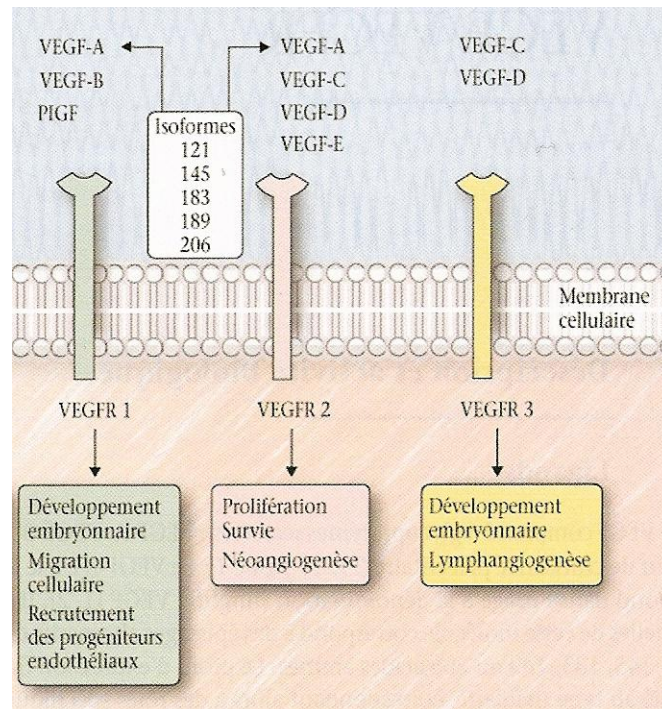 VEGF-A
VEGF-B
PIGF
Isoformes
121
145
183
189
206
VEGF-A
VEGF-C
VEGF-D
VEGF-E
VEGF-C
VEGF-D
Membrane
cellulaire
VEGFR 1
VEGFR 2
VEGFR 3
Développement
embryonnaire
Migration
cellulaire
Recrutement
des progéniteurs
endothéliaux
Prolifération
Survie
Néoangiogenèse
Développement
embryonnaire
Lymphangiogenèse